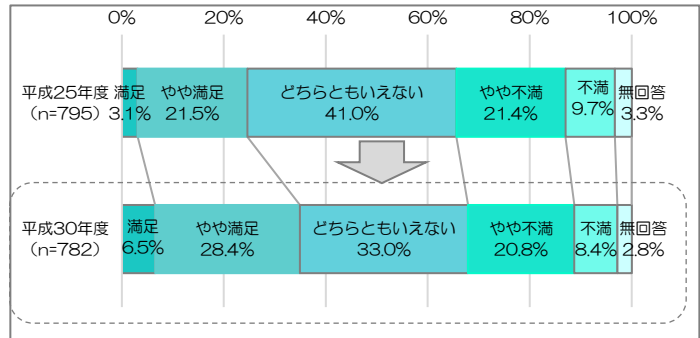 0% 20% 40% 60% 80% 100%
平成25年度 満足 やや満足 どちらともいえない やや不満 不満 無回答
（n=795） 3.1% 21.5% 41.0% 21.4% 9.7% 3.3%
平成30年度 満足 やや満足 どちらともいえない やや不満 不満 無回答
（n=782） 6.5% 28.4% 33.0% 20.8% 8.4% 2.8%